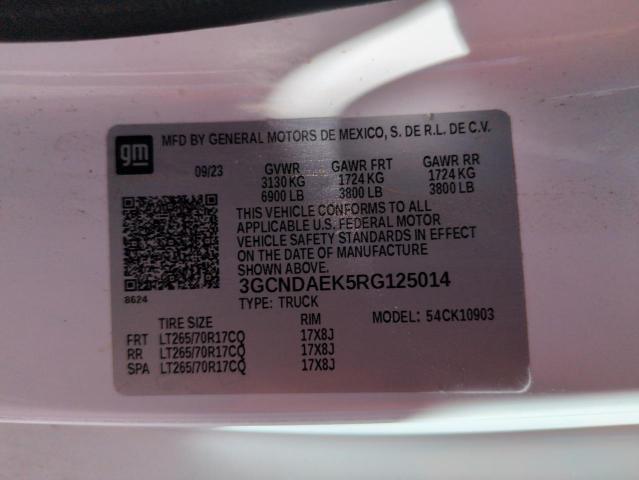 gm
MFD BY GENERAL MOTORS DE MEXICO, S. DE R.L. DE C.V.
09/23 GVWR GAWR FRT GAWR RR
3130 KG 1724 KG 1724 KG
6900 LB 3800 LB 3800 LB
THIS VEHICLE CONFORMS TO ALL
APPLICABLE U.S. FEDERAL MOTOR
VEHICLE SAFETY STANDARDS IN EFFECT
ON THE DATE OF MANUFACTURE
3GCNDAEK5RG125014
8624
TYPE: TRUCK
TIRE SIZE RIM MODEL: 54CK10903
FRT LT265/70R17CQ 17X8J
RR LT265/70R17CQ 17X8J
SPA LT265/70R17CQ 17X8J